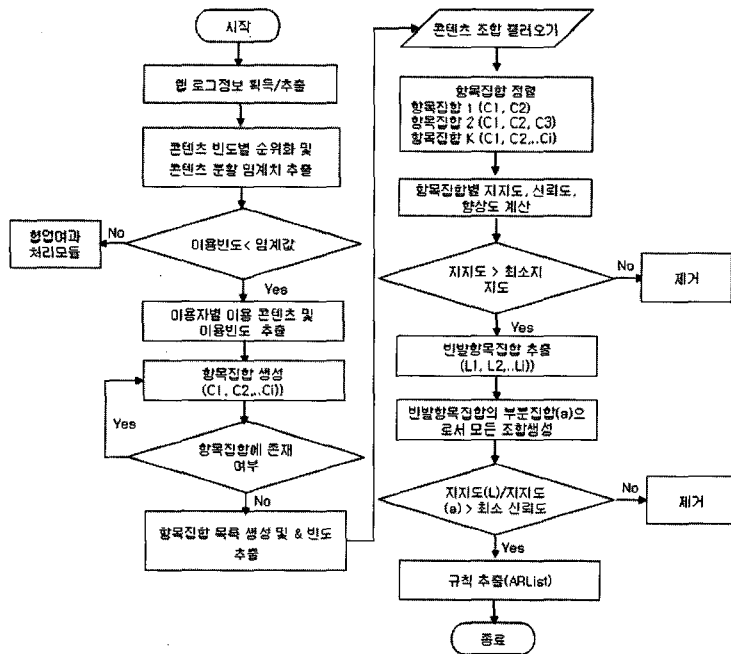 시작
웹 로그정보 획득/추출
콘텐츠 빈도별 순위화 및
콘텐츠 분할 임계치 추출
이용빈도< 임계값
No
협업여과
처리모듈
Yes
이용자별 이용 콘텐츠 및
이용빈도 추출
항목집합 생성
(C1, C2,..Ci))
Yes
항목집합에 존재
여부
No
항목집합 목록 생성 및 & 빈도
추출
콘텐츠 조합 불러오기
항목집합 정렬
항목집합 1 (C1, C2)
항목집합 2 (C1, C2, C3)
항목집합 K (C1, C2,..Ci)
항목집합별 지지도, 신뢰도,
향상도 계산
지지도 > 최소지
지도
No
제거
Yes
빈발항목집합 추출
(L1, L2,..Li))
빈발항목집합의 부분집합(a)으
로서 모든 조합생성
지지도(L)/지지도
(a) > 최소 신뢰도
No
제거
Yes
규칙 추출(ARList)
종료